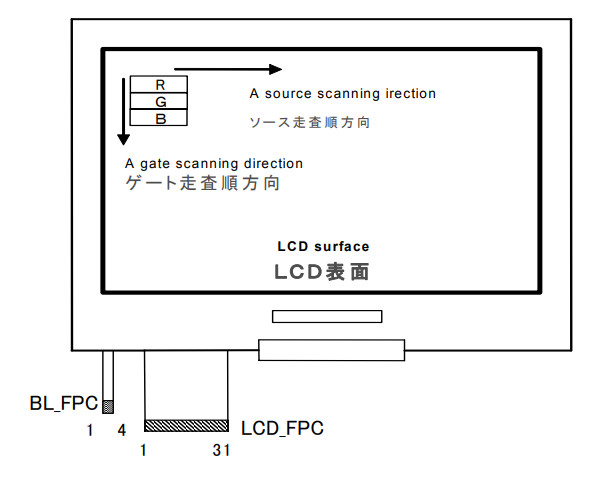 R
G
B
A source scanning irection
ソース走査順方向
A gate scanning direction
ゲート走査順方向
LCD surface
LCD表面
BL_FPC
1 4
LCD_FPC
1 31